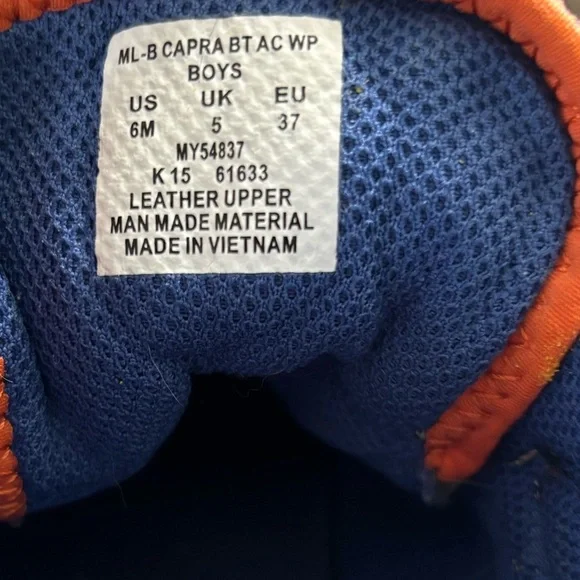 ML-B CAPRA BT AC WP
BOYS
US UK EU
6M 5 37
MY54837
K 15 61633
LEATHER UPPER
MAN MADE MATERIAL
MADE IN VIETNAM